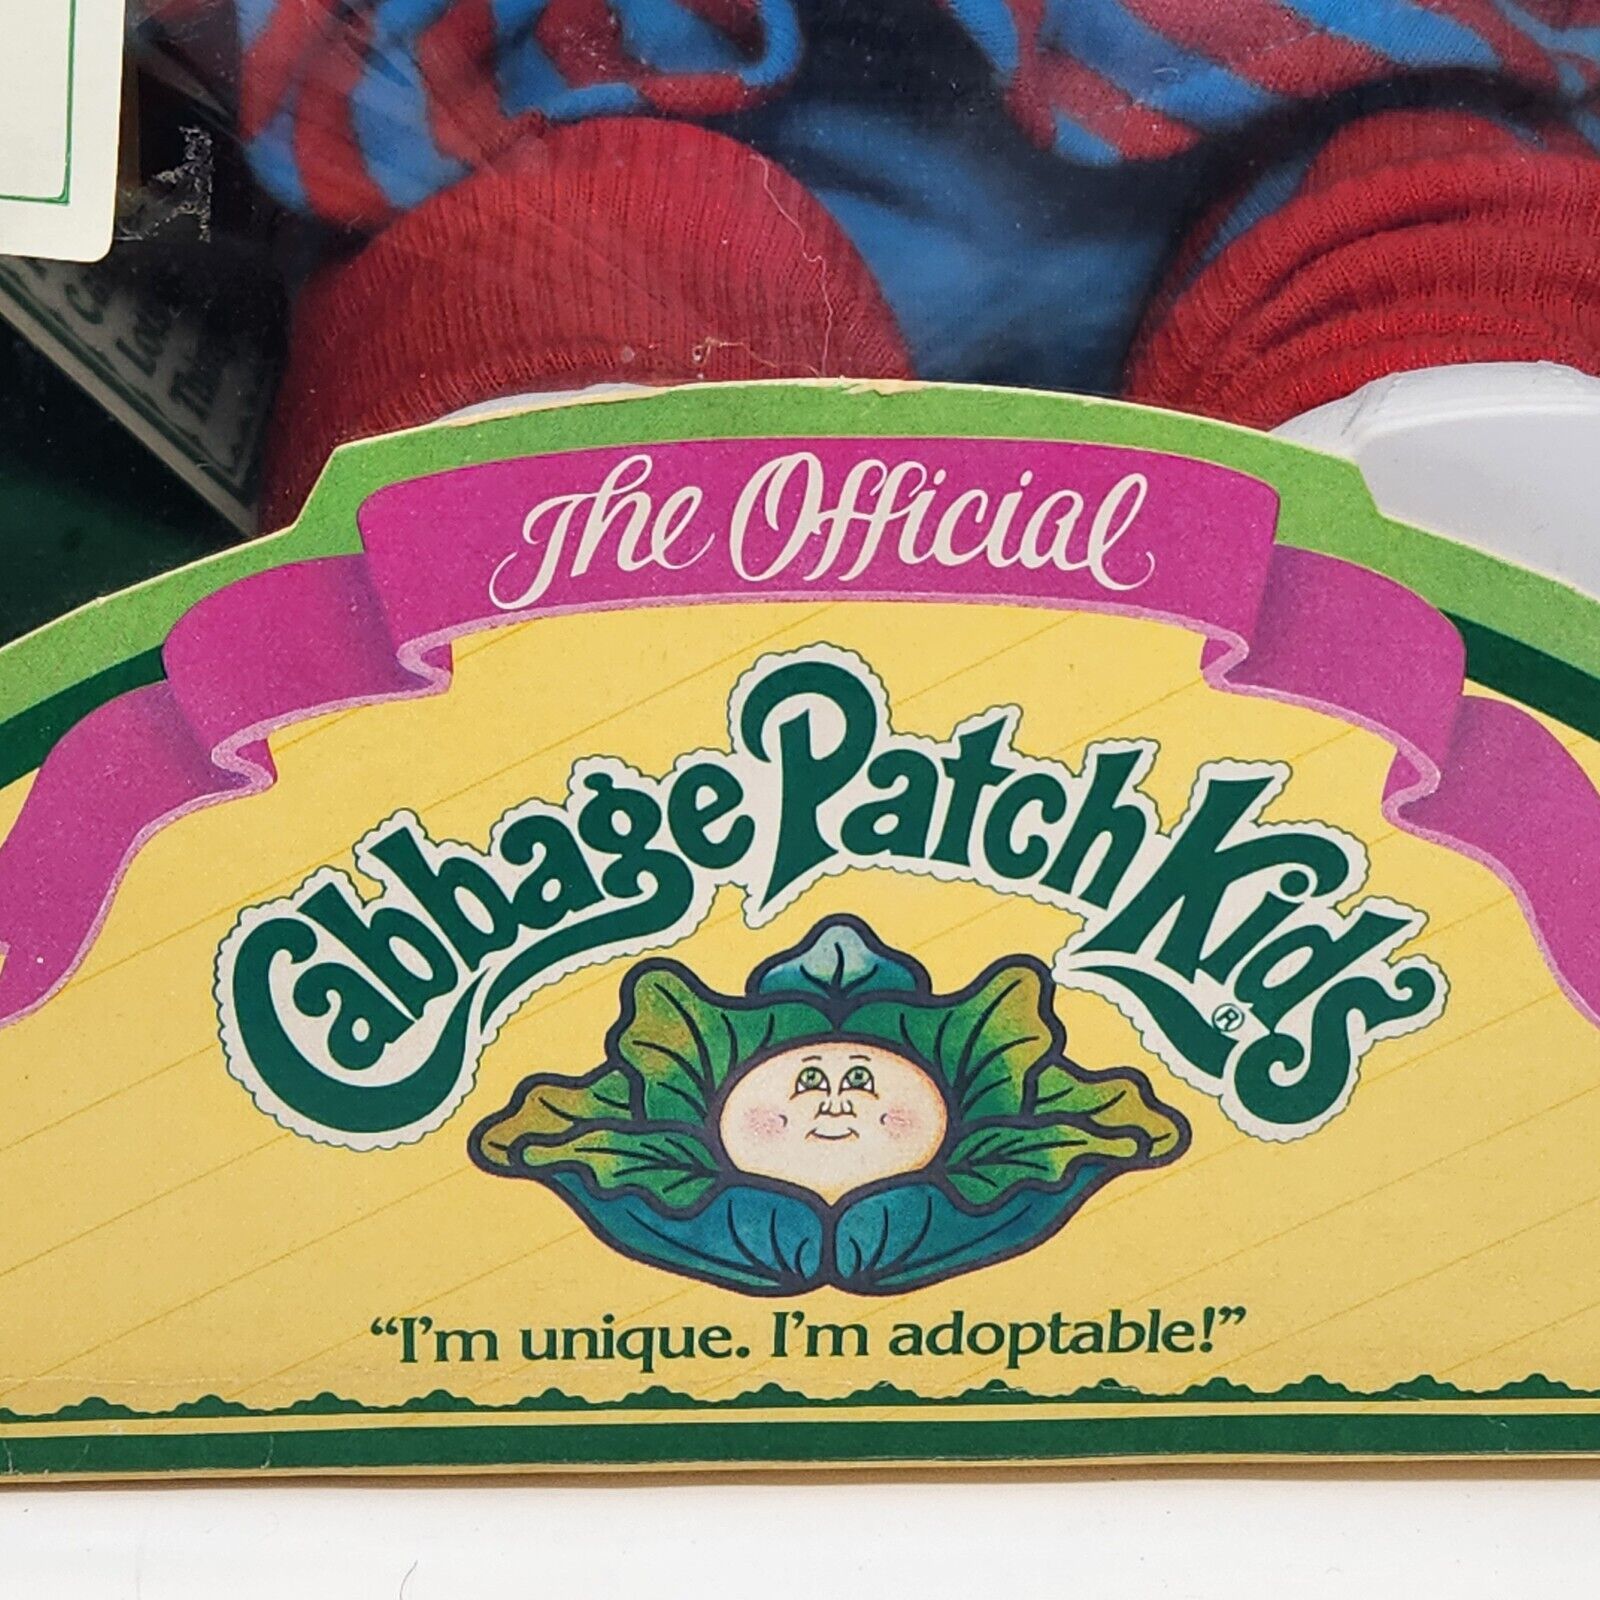 The Official
Cabbage Patch Kids®
“I'm unique. I'm adoptable!”